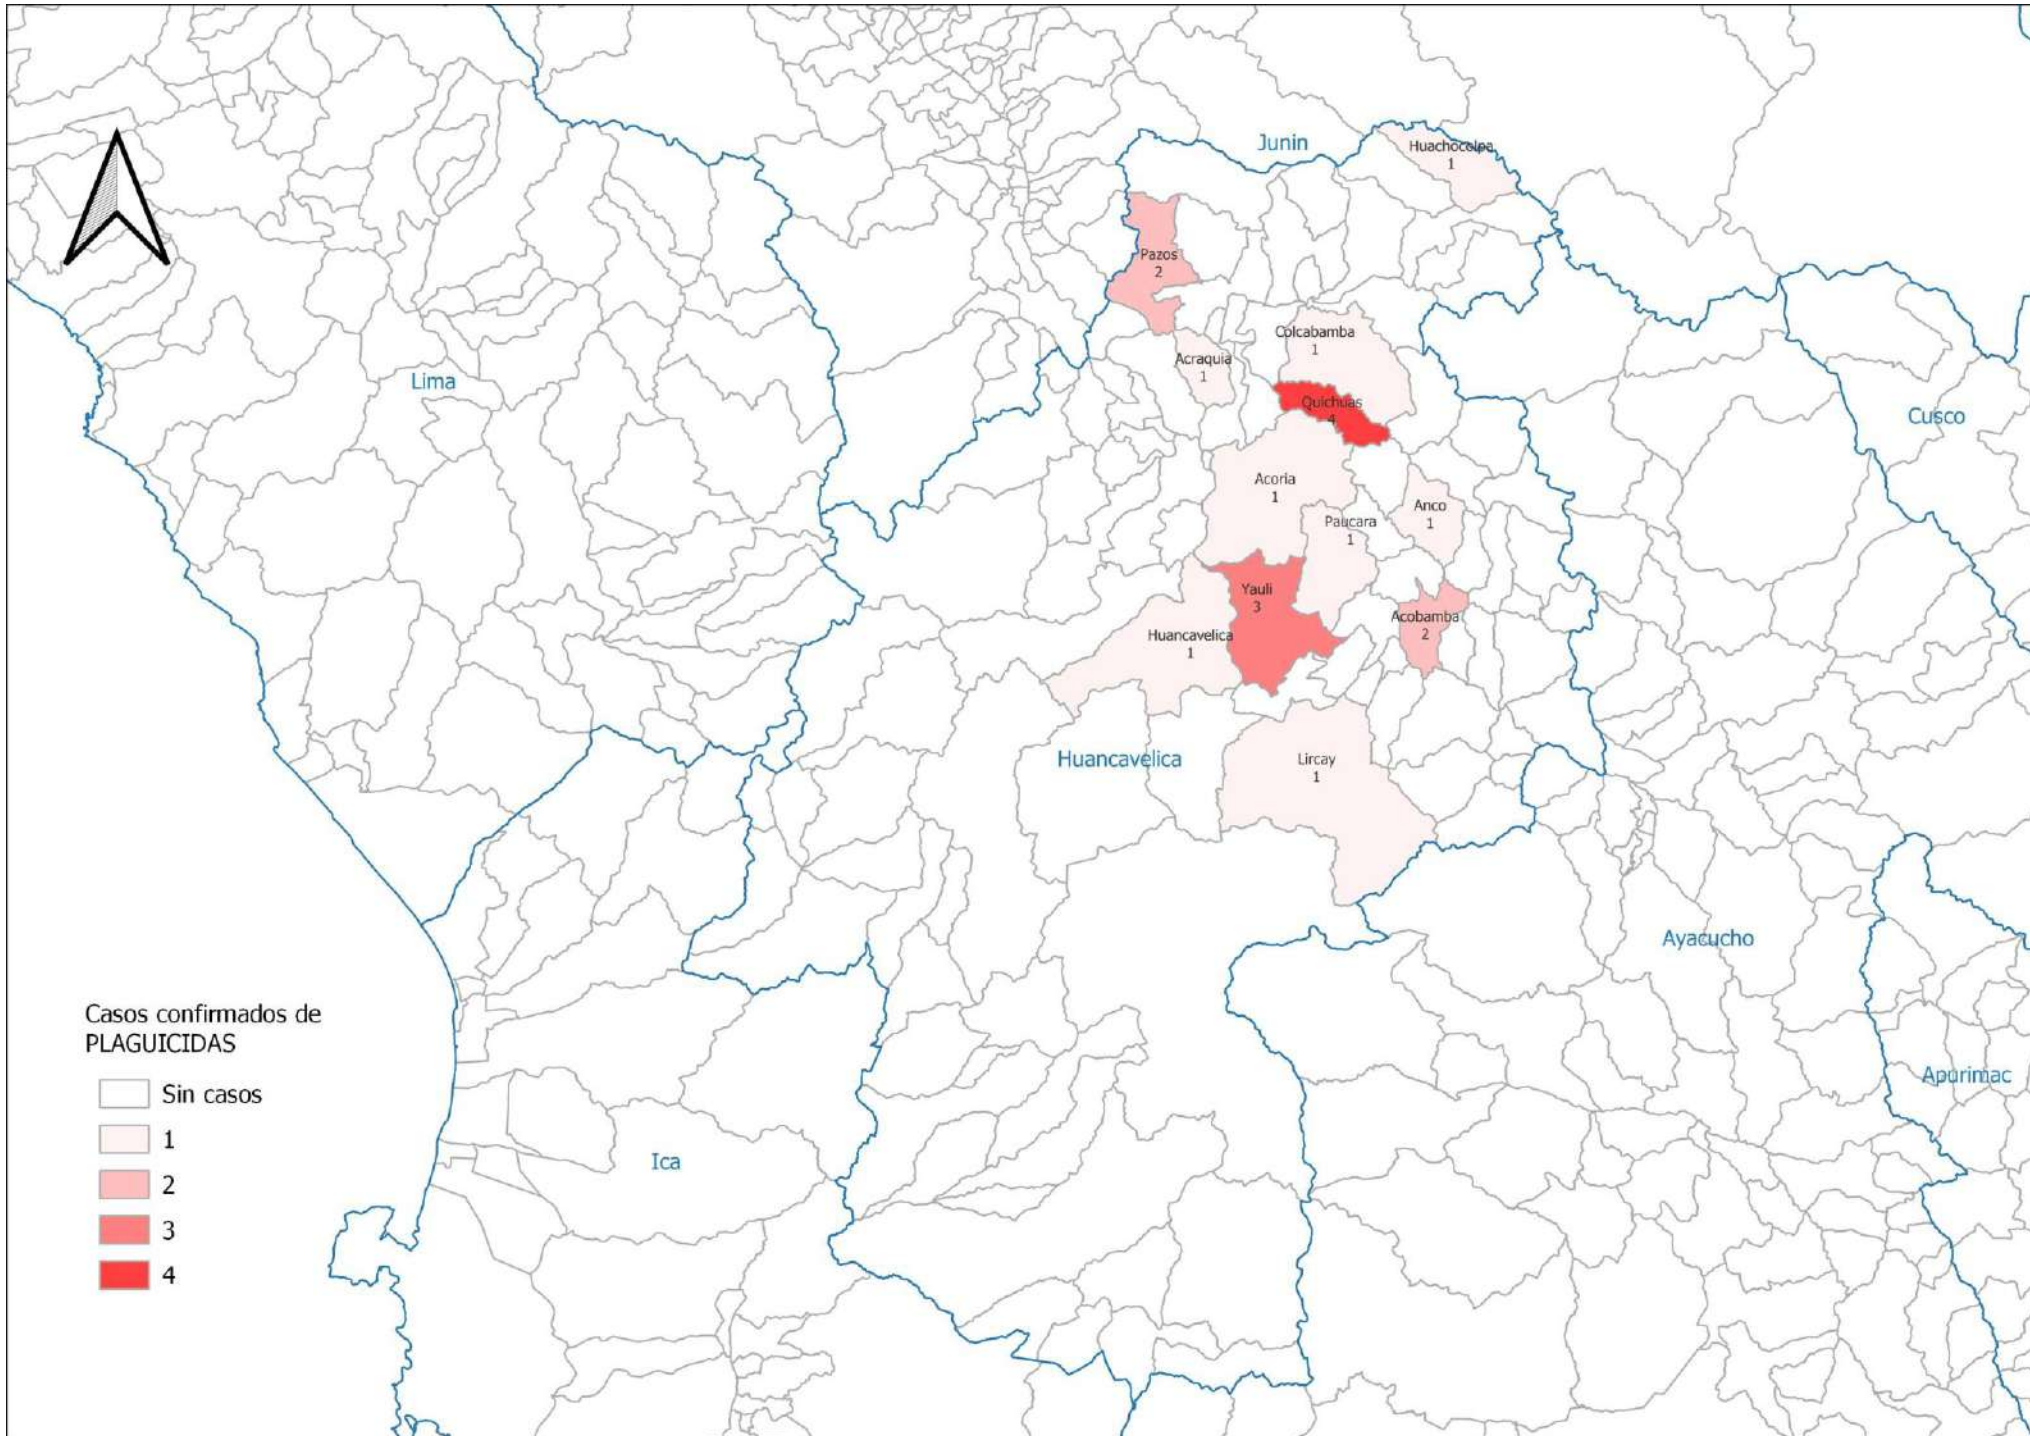 Junin
Huachocolpa
1
Pazos
2
Colcabamba
1
Acraquia
1
Lima
Quichuas
4
Cusco
Acoria
1
Anco
1
Paucara
1
Yauli
3
Acobamba
2
Huancavelica
1
Huancavelica
Lircay
1
Ayacucho
Casos confirmados de
PLAGUICIDAS
Sin casos
1
2
3
4
Apurimac
Ica